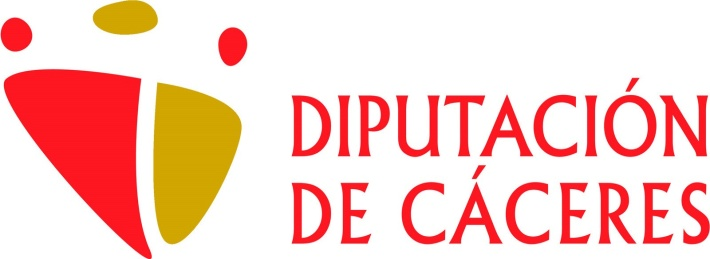 DIPUTACIÓN
DE CÁCERES